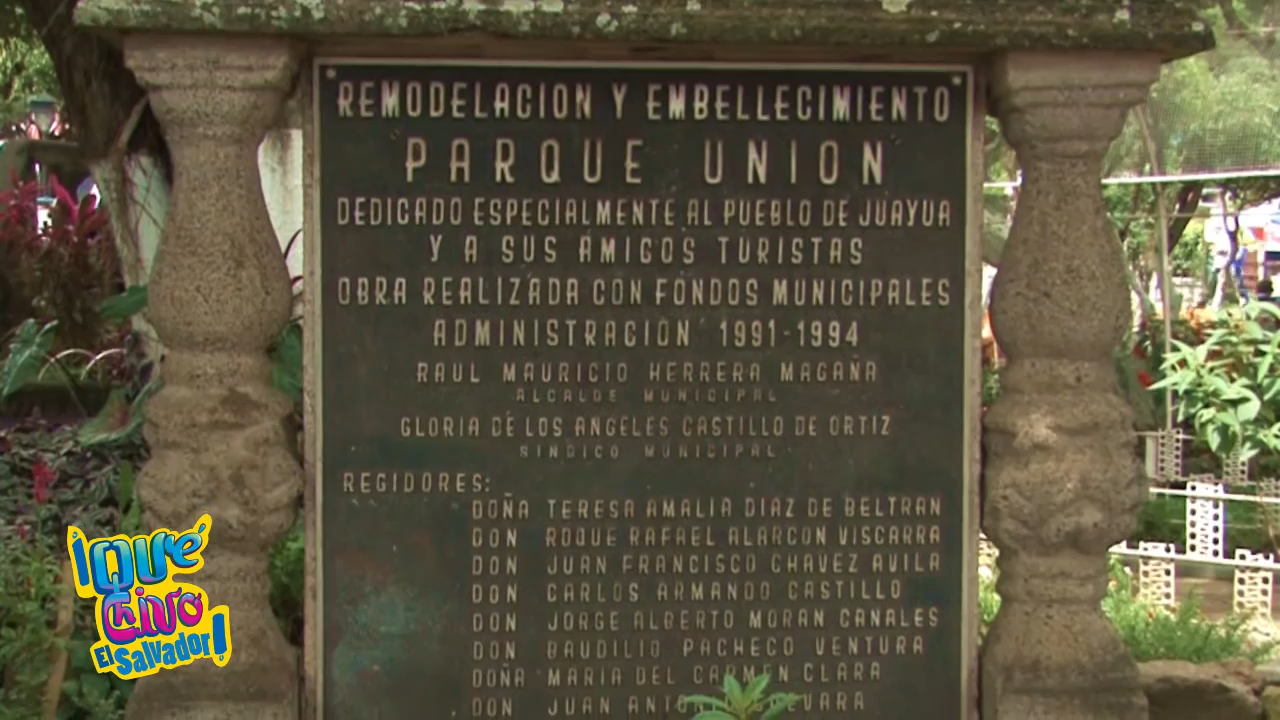 REMODELACION Y EMBELLECIMIENTO
"PARQUE UNION"
DEDICADO ESPECIALMENTE AL PUEBLO DE JUAYUA
Y A SUS AMIGOS TURISTAS
OBRA REALIZADA CON FONDOS MUNICIPALES
ADMINISTRACION 1991-1994
RAUL MAURICIO HERRERA MAGAÑA
ALCALDE MUNICIPAL
GLORIA DE LOS ANGELES CASTILLO DE ORTIZ
SINDICO MUNICIPAL
REGIDORES:
DOÑA TERESA AMALIA DIAZ DE BELTRAN
DON ROQUE RAFAEL ALARCON VISCARRA
DON JUAN FRANCISCO CHAVEZ AVILA
DON CARLOS ARMANDO CASTILLO
DON JORGE ALBERTO MORAN CANALES
DON BAUDILIO PACHECO VENTURA
DOÑA MARIA DEL CARMEN CLARA
DON JUAN
¡Qué
Chivo
El Salvador!